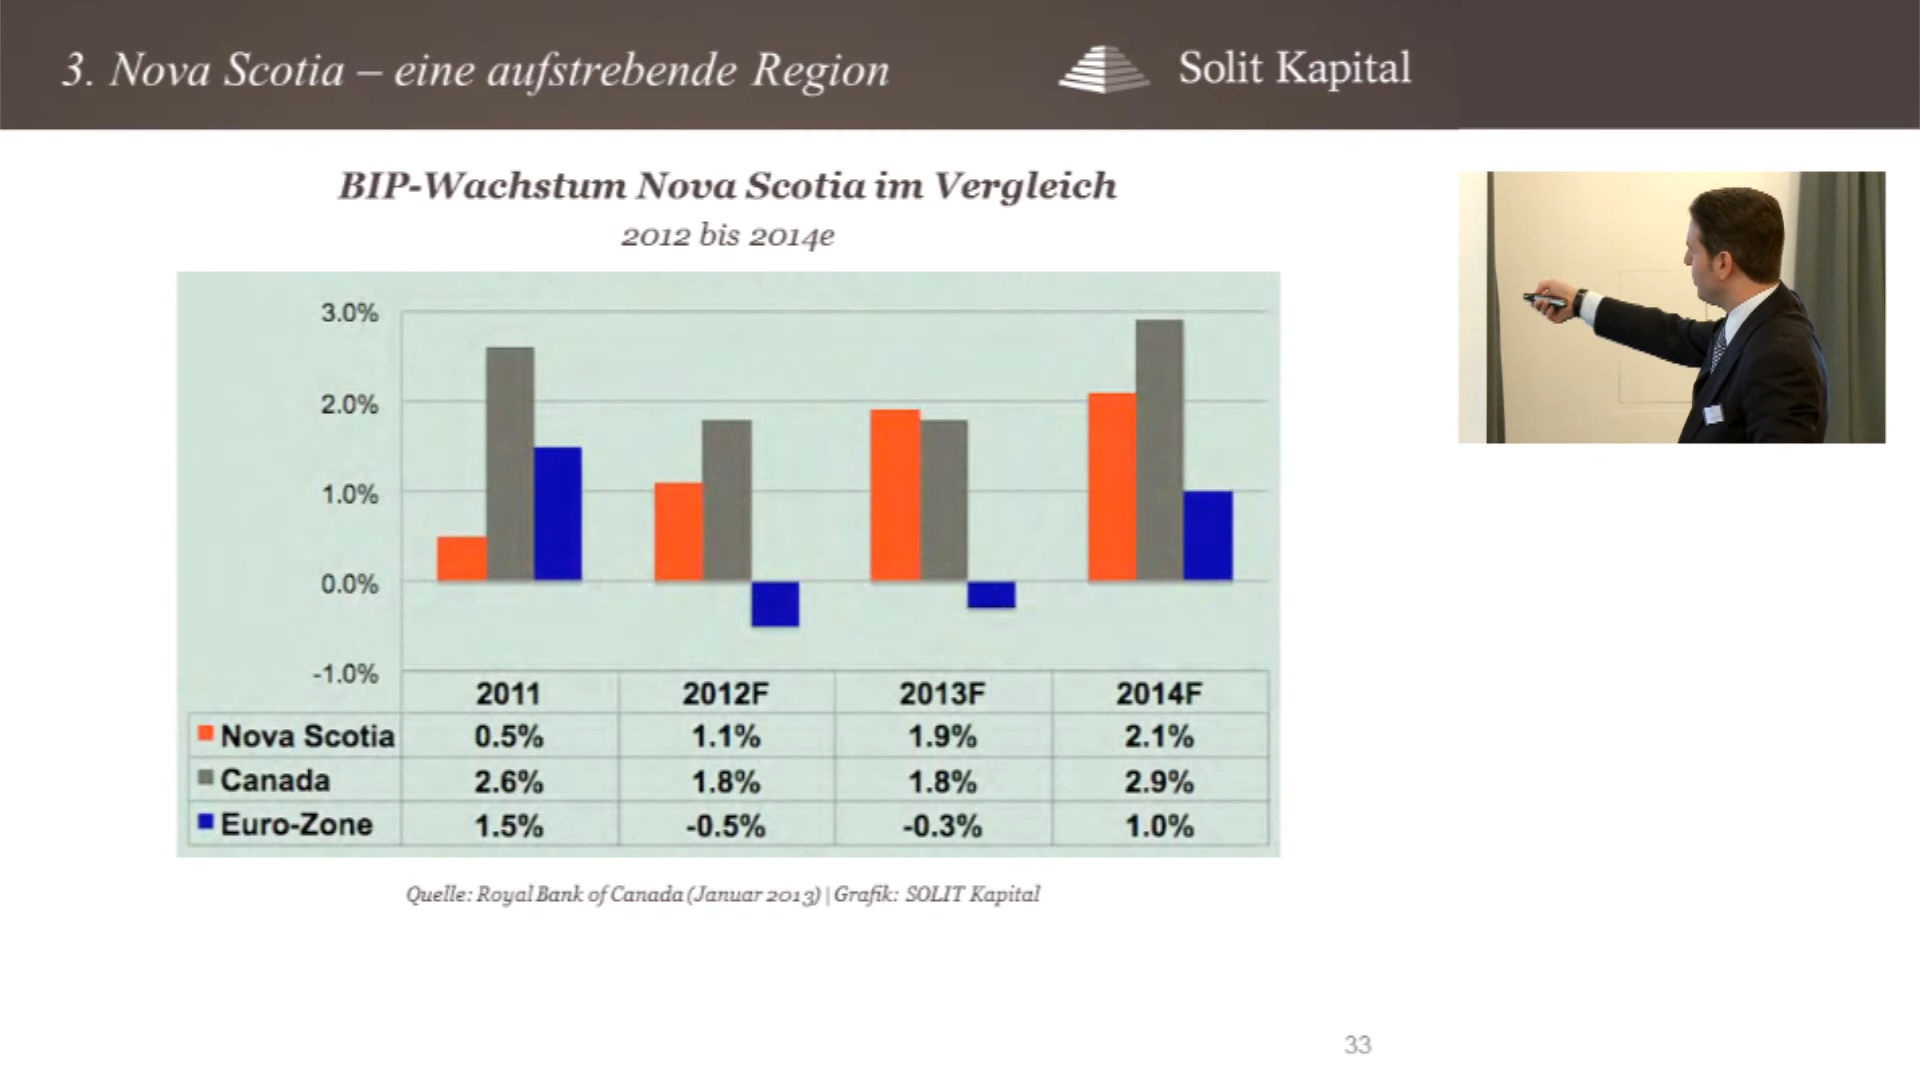 3. Nova Scotia – eine aufstrebende Region
Solit Kapital
BIP-Wachstum Nova Scotia im Vergleich
2012 bis 2014e
3.0%
2.0%
1.0%
0.0%
-1.0%
2011 2012F 2013F 2014F
Nova Scotia 0.5% 1.1% 1.9% 2.1%
Canada 2.6% 1.8% 1.8% 2.9%
Euro-Zone 1.5% -0.5% -0.3% 1.0%
Quelle: Royal Bank of Canada (Januar 2013) | Grafik: SOLIT Kapital
33